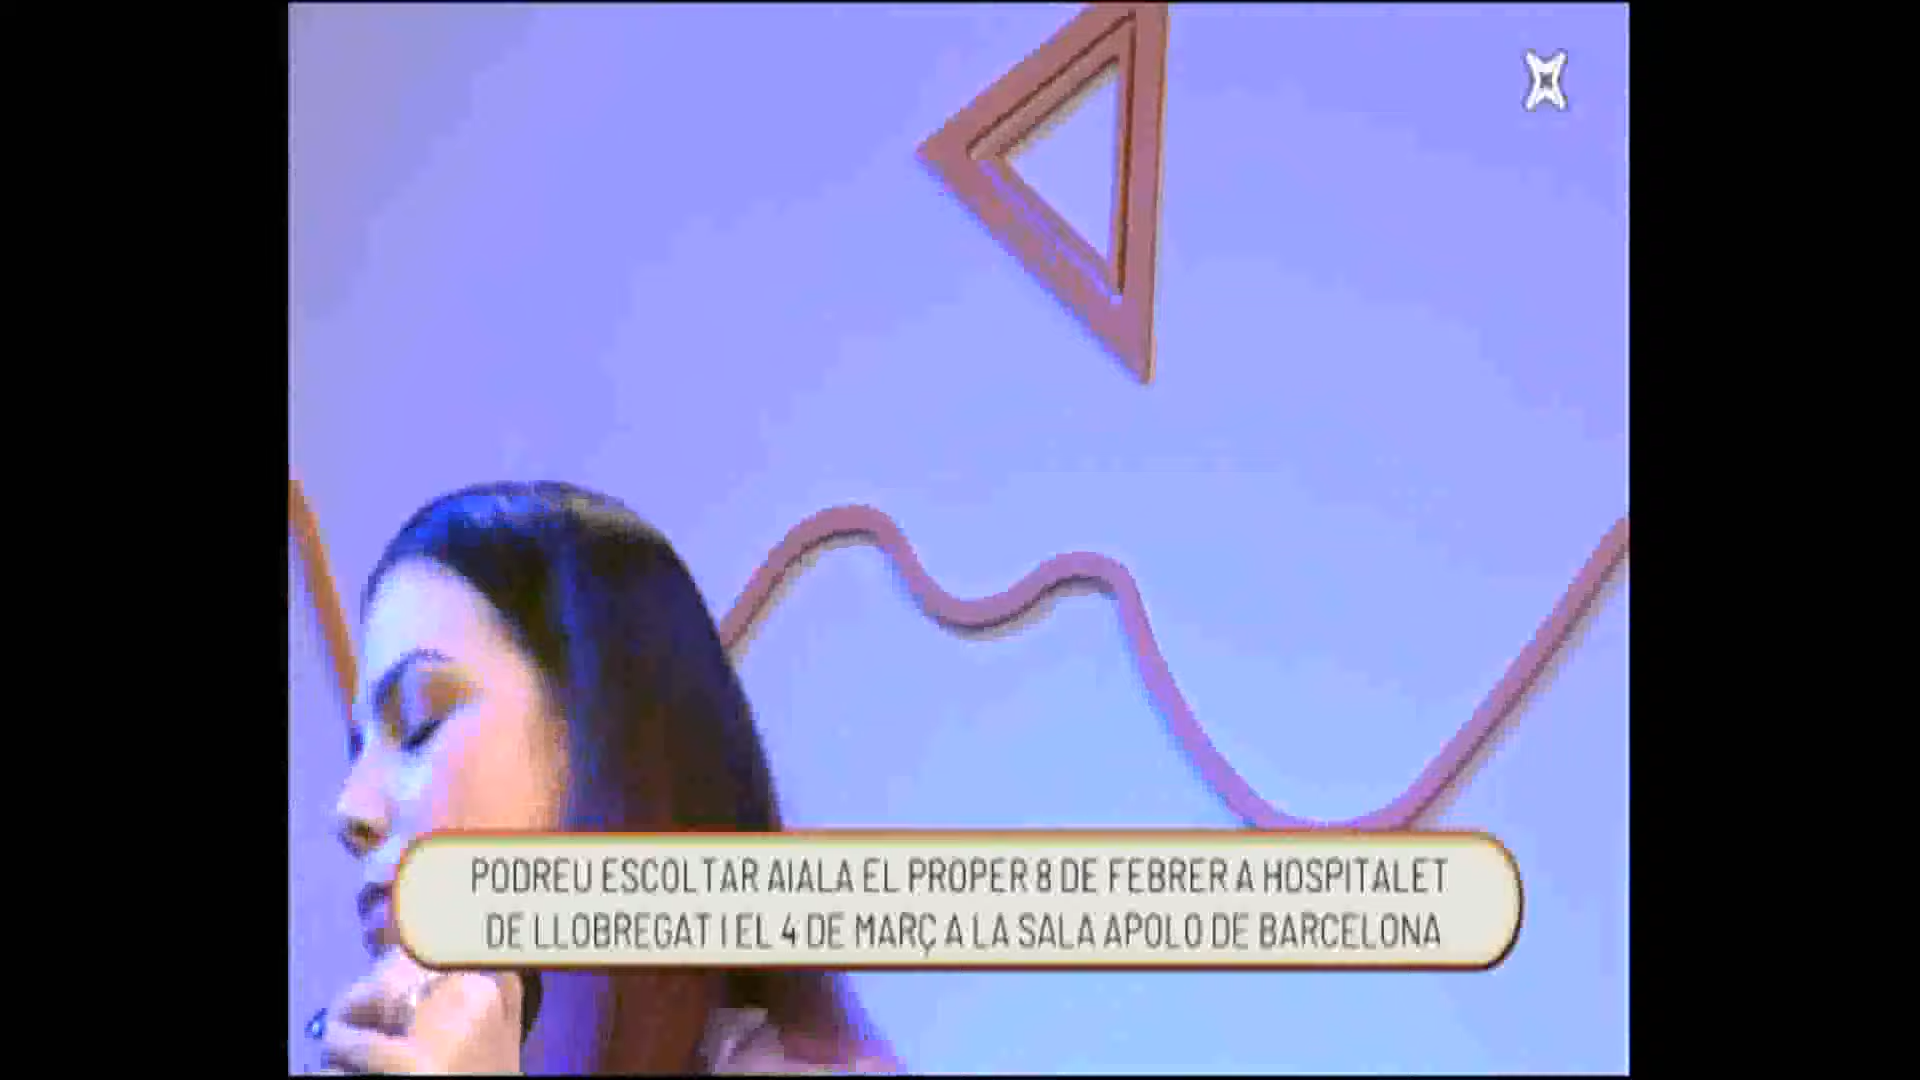 PODREU ESCOLTAR AIALA EL PROPER 8 DE FEBRER A HOSPITALET
DE LLOBREGAT I EL 4 DE MARÇ A LA SALA APOLO DE BARCELONA